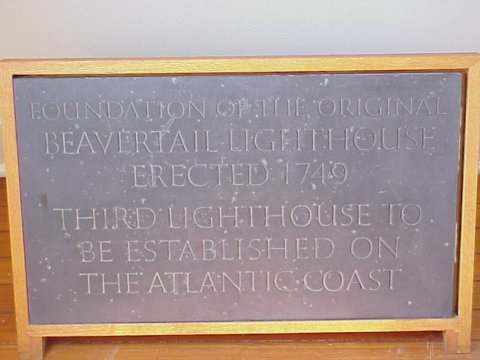 FOUNDATION OF THE ORIGINAL
BEAVERTAIL LIGHTHOUSE
ERECTED 1749
THIRD LIGHTHOUSE TO
BE ESTABLISHED ON
THE ATLANTIC COAST